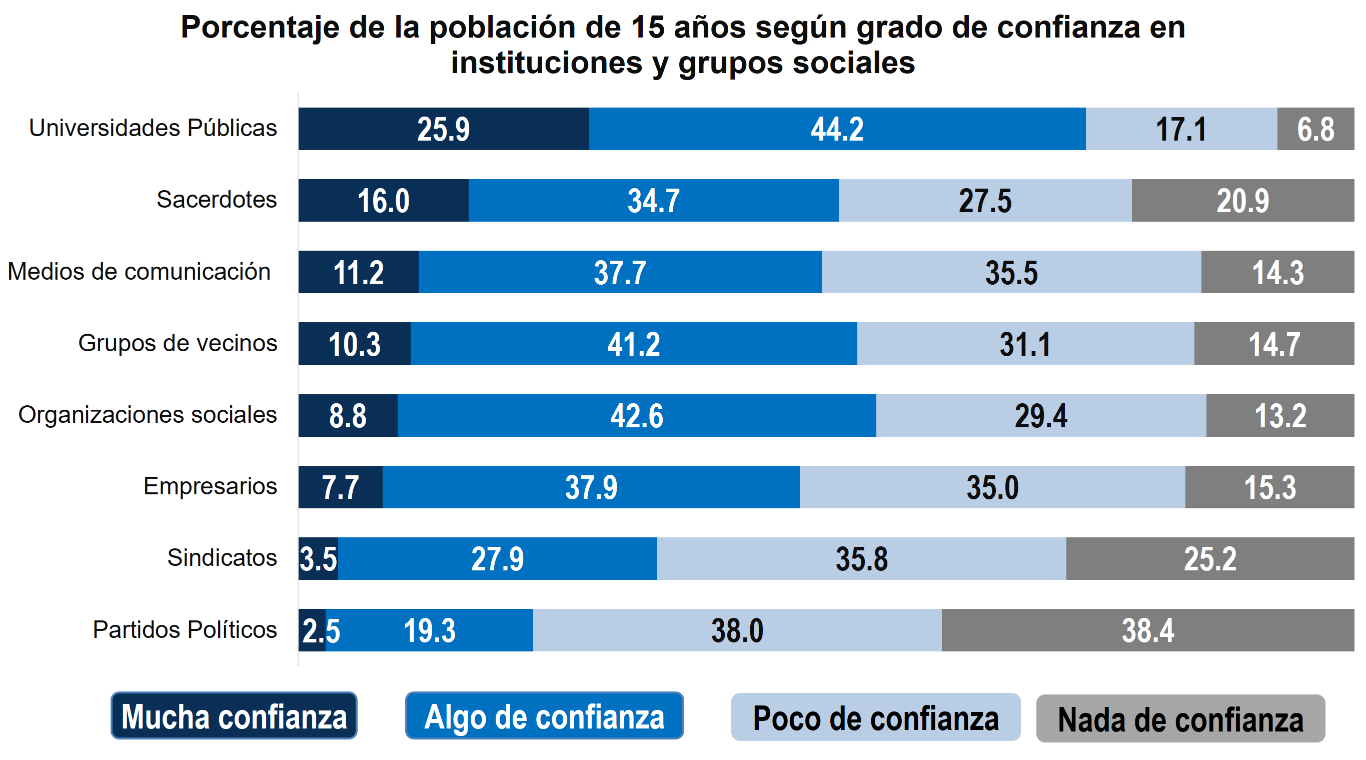 Porcentaje de la población de 15 años según grado de confianza en
instituciones y grupos sociales
Universidades Públicas 25.9 44.2 17.1 6.8
Sacerdotes 16.0 34.7 27.5 20.9
Medios de comunicación 11.2 37.7 35.5 14.3
Grupos de vecinos 10.3 41.2 31.1 14.7
Organizaciones sociales 8.8 42.6 29.4 13.2
Empresarios 7.7 37.9 35.0 15.3
Sindicatos 3.5 27.9 35.8 25.2
Partidos Políticos 2.5 19.3 38.0 38.4
Mucha confianza Algo de confianza Poco de confianza Nada de confianza